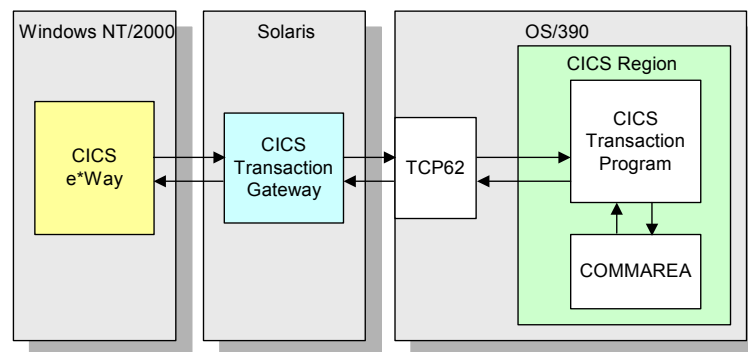 Windows NT/2000
Solaris
OS/390
CICS Region
CICS
e*Way
CICS
Transaction
Gateway
TCP62
CICS
Transaction
Program
COMMAREA